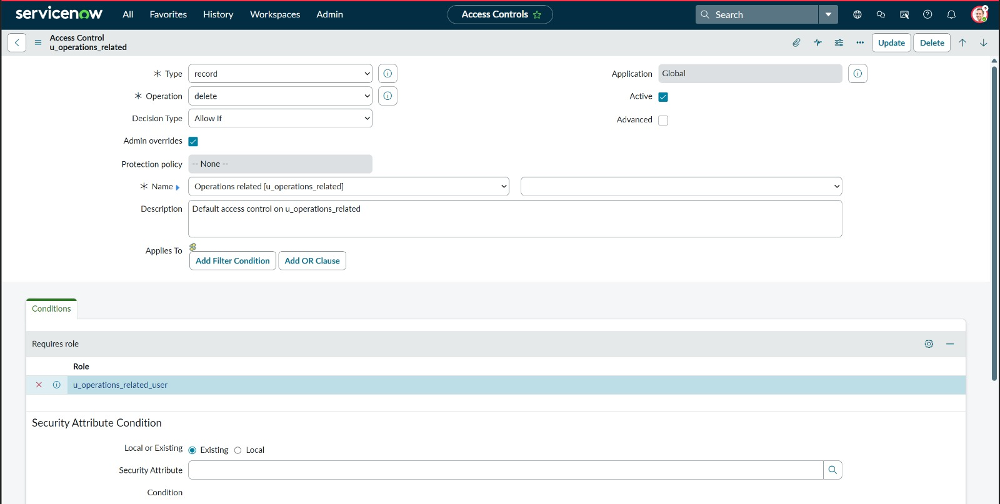 servicenow All Favorites History Workspaces Admin Access Controls Search
Access Control
u_operations_related
Update Delete
* Type record
Application Global
* Operation delete
Active
Decision Type Allow If
Advanced
Admin overrides
Protection policy -- None --
* Name Operations related [u_operations_related]
Description Default access control on u_operations_related
Applies To
Add Filter Condition Add OR Clause
Conditions
Requires role
Role
u_operations_related_user
Security Attribute Condition
Local or Existing Existing Local
Security Attribute
Condition